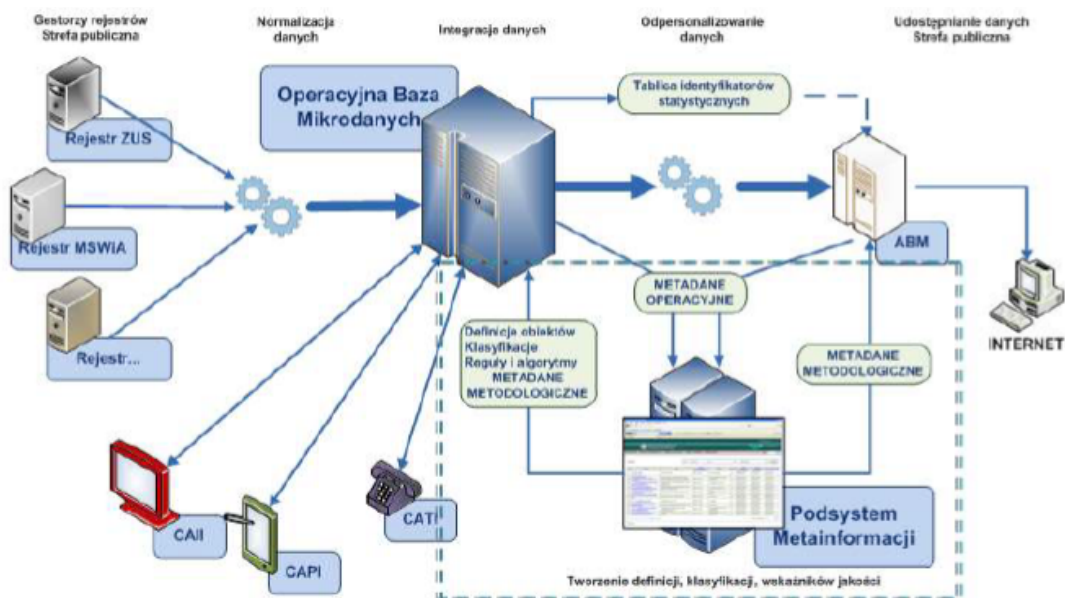 Gestorzy rejestrów
Strefa publiczna
Normalizacja
danych
Integracja danych
Odpersonalizowanie
danych
Udostępnianie danych
Strefa publiczna
Operacyjna Baza
Mikrodanych
Tablica identyfikatorów
statystycznych
Rejestr ZUS
Rejestr MSWiA
Rejestr...
ABM
METADANE
OPERACYJNE
INTERNET
Definicje obiektów
Klasyfikacje
Reguły i algorytmy
METADANE
METODOLOGICZNE
METADANE
METODOLOGICZNE
CAII
CAPI
CATI
Podsystem
Metainformacji
Tworzenie definicji, klasyfikacji, wskaźników jakości